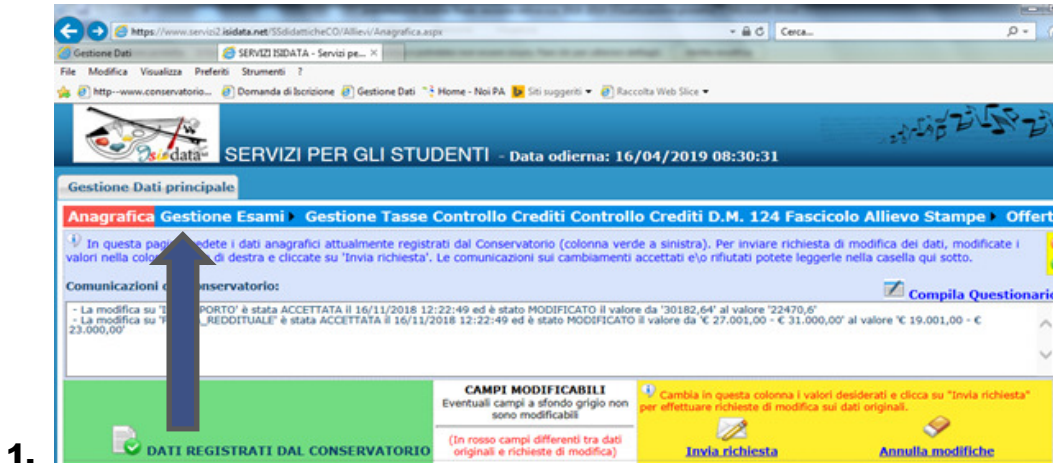 https://www.servizi2.isidata.net/SSdidatticheCO/Allievi/Anagrafica.aspx
Cerca...
Gestione Dati
SERVIZI ISIDATA - Servizi pe...
File Modifica Visualizza Preferiti Strumenti ?
http--www.conservatorio... Domanda di Iscrizione Gestione Dati Home - Noi PA Siti suggeriti Raccolta Web Slice
Isidata
SERVIZI PER GLI STUDENTI - Data odierna: 16/04/2019 08:30:31
Gestione Dati principale
Anagrafica Gestione Esami Gestione Tasse Controllo Crediti Controllo Crediti D.M. 124 Fascicolo Allievo Stampe Offert
In questa pagi edete i dati anagrafici attualmente registrati dal Conservatorio (colonna verde a sinistra). Per inviare richiesta di modifica dei dati, modificate i
valori nella colo di destra e cliccate su 'Invia richiesta'. Le comunicazioni sui cambiamenti accettati e\o rifiutati potete leggerle nella casella qui sotto.
Comunicazioni onservatorio:
Compila Questionario
- La modifica su PORTO' è stata ACCETTATA il 16/11/2018 12:22:49 ed è stato MODIFICATO il valore da '30182,64' al valore '22470,6'
- La modifica su _REDDITUALE' è stata ACCETTATA il 16/11/2018 12:22:49 ed è stato MODIFICATO il valore da '€ 27.001,00 - € 31.000,00' al valore '€ 19.001,00 - €
23.000,00'
DATI REGISTRATI DAL CONSERVATORIO
CAMPI MODIFICABILI
Eventuali campi a sfondo grigio non
sono modificabili
(In rosso campi differenti tra dati
originali e richieste di modifica)
Cambia in questa colonna i valori desiderati e clicca su "Invia richiesta"
per effettuare richieste di modifica sui dati originali.
Invia richiesta Annulla modifiche
1.